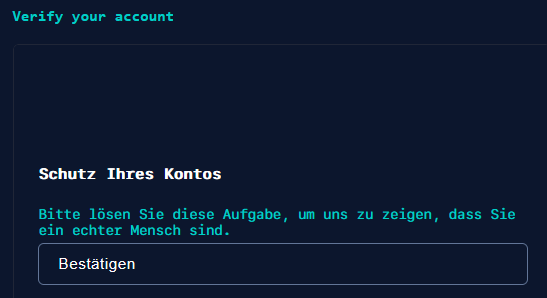 Verify your account
Schutz Ihres Kontos
Bitte lösen Sie diese Aufgabe, um uns zu zeigen, dass Sie
ein echter Mensch sind.
Bestätigen